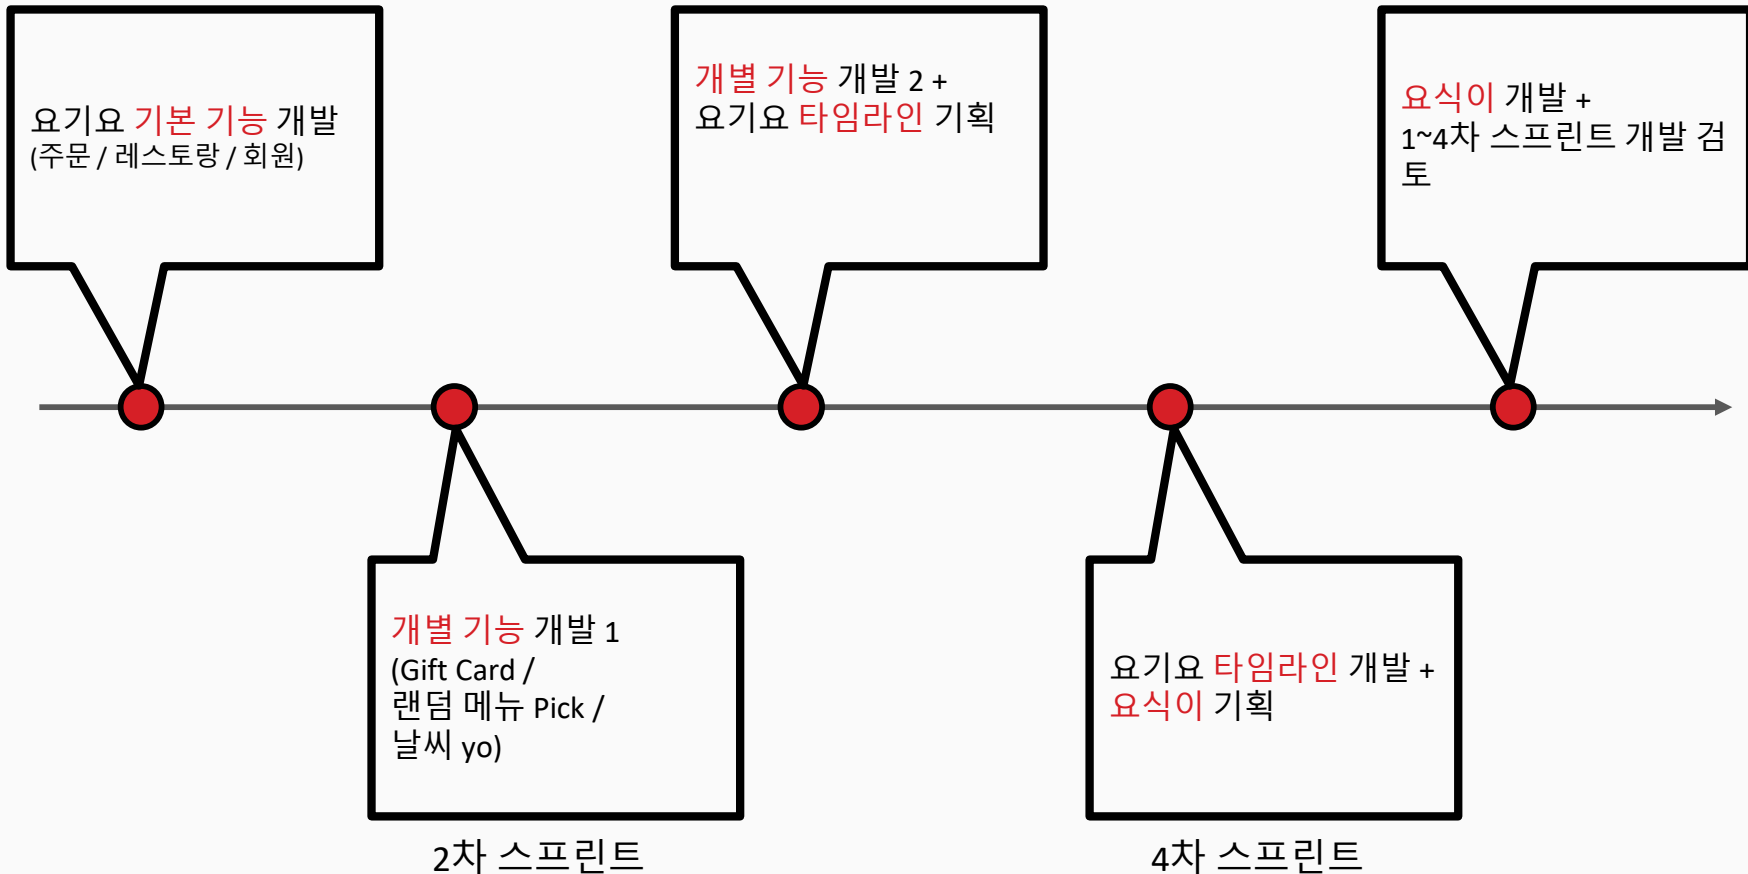 요기요 기본 기능 개발
(주문 / 레스토랑 / 회원)
개별 기능 개발 1
(Gift Card /
랜덤 메뉴 Pick /
날씨 yo)
2차 스프린트
개별 기능 개발 2 +
요기요 타임라인 기획
요기요 타임라인 개발 +
요식이 기획
4차 스프린트
요식이 개발 +
1~4차 스프린트 개발 검
토